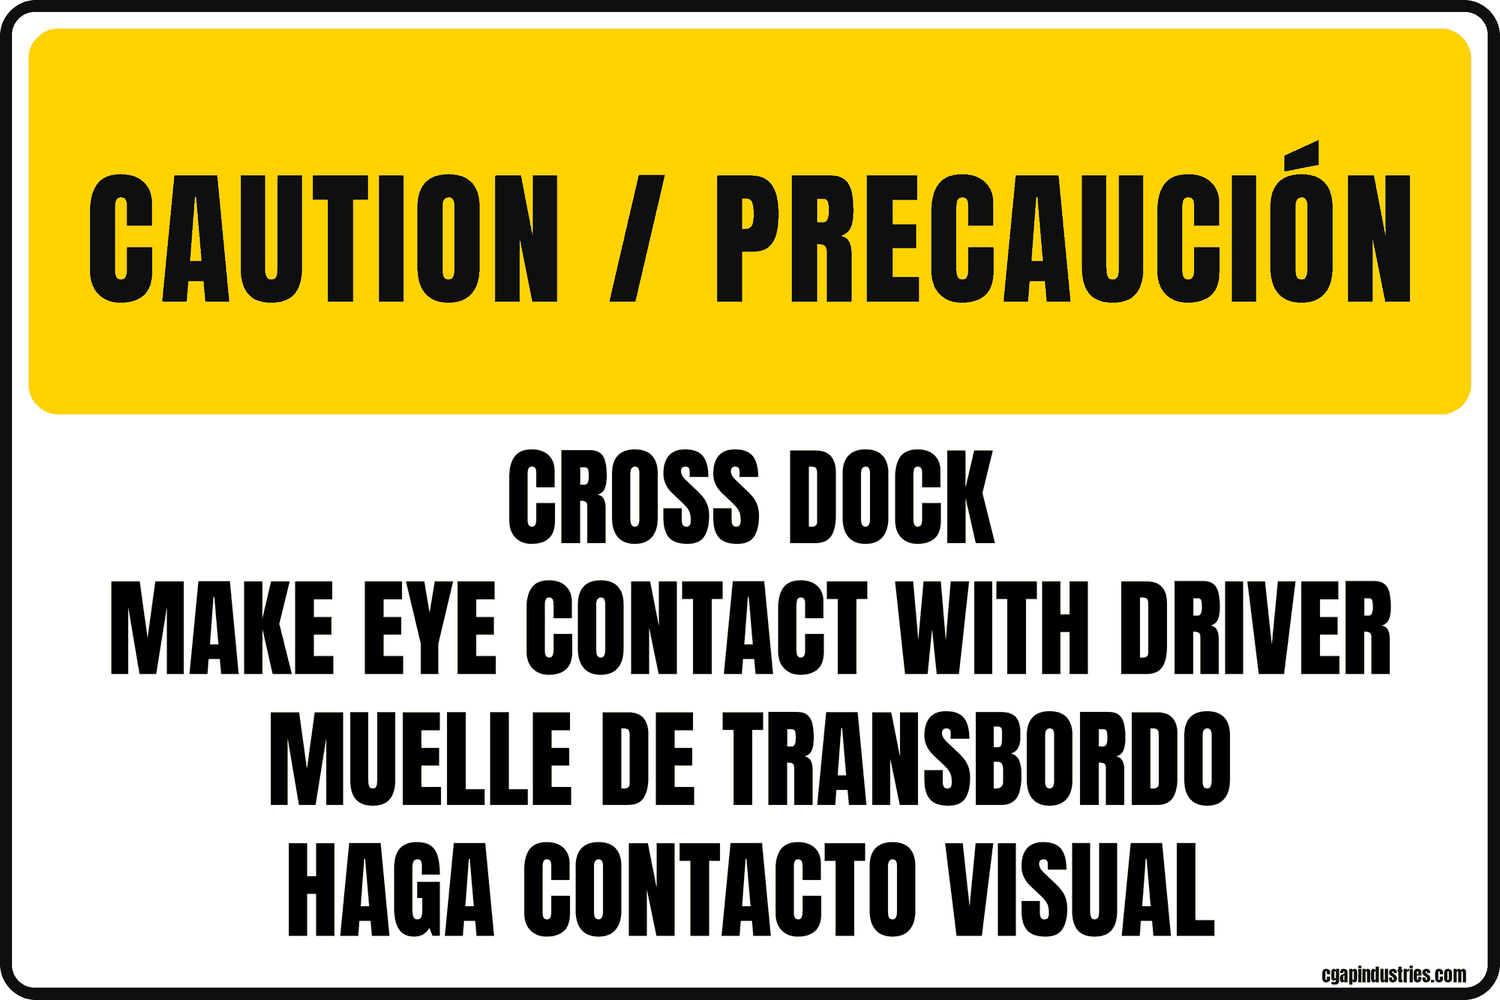 CAUTION / PRECAUCIÓN
CROSS DOCK
MAKE EYE CONTACT WITH DRIVER
MUELLE DE TRANSBORDO
HAGA CONTACTO VISUAL
cgapindustries.com